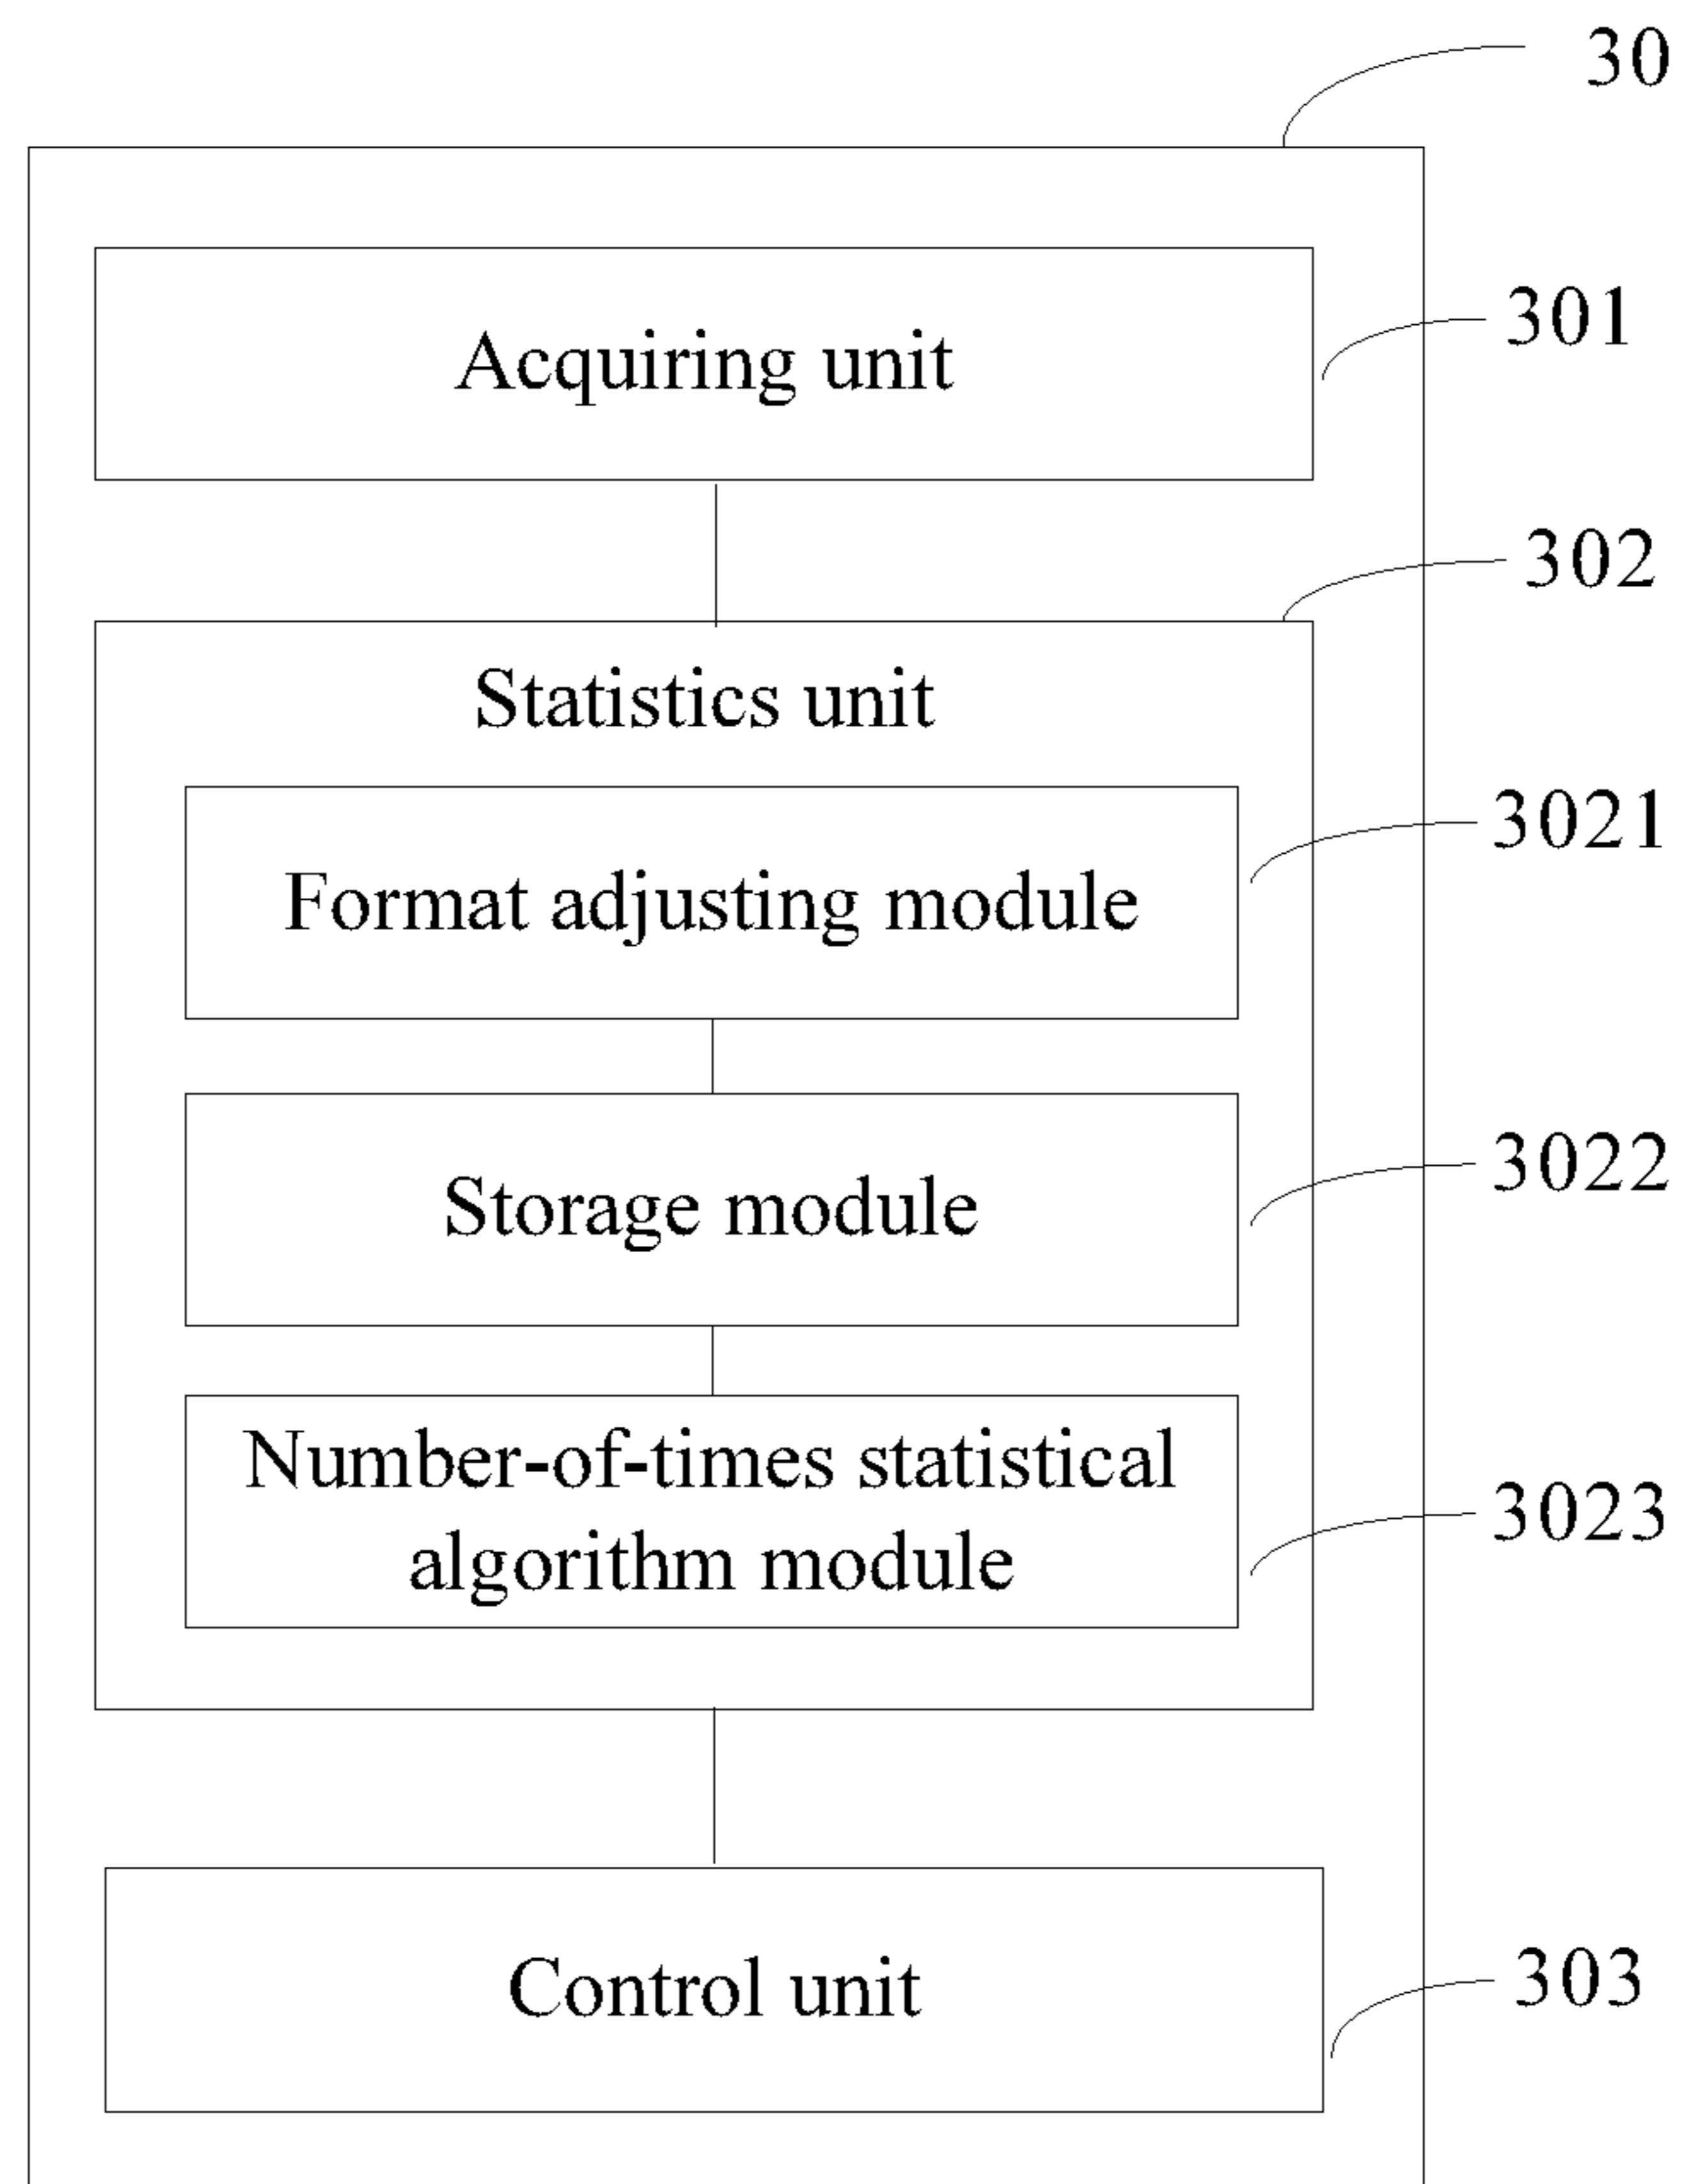 30
Acquiring unit
301
302
Statistics unit
3021
Format adjusting module
3022
Storage module
Number-of-times statistical
3023
algorithm module
Control unit
303